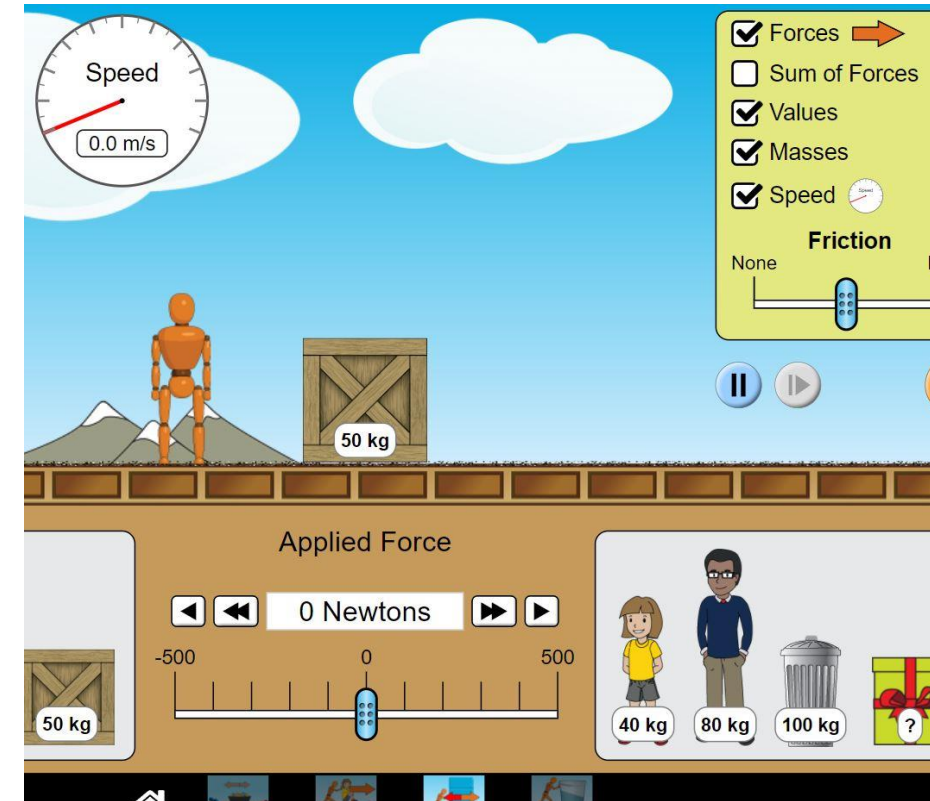 Speed
0.0 m/s
Forces
Sum of Forces
Values
Masses
Speed
Friction
None
50 kg
Applied Force
0 Newtons
-500 0 500
50 kg
40 kg 80 kg 100 kg ?